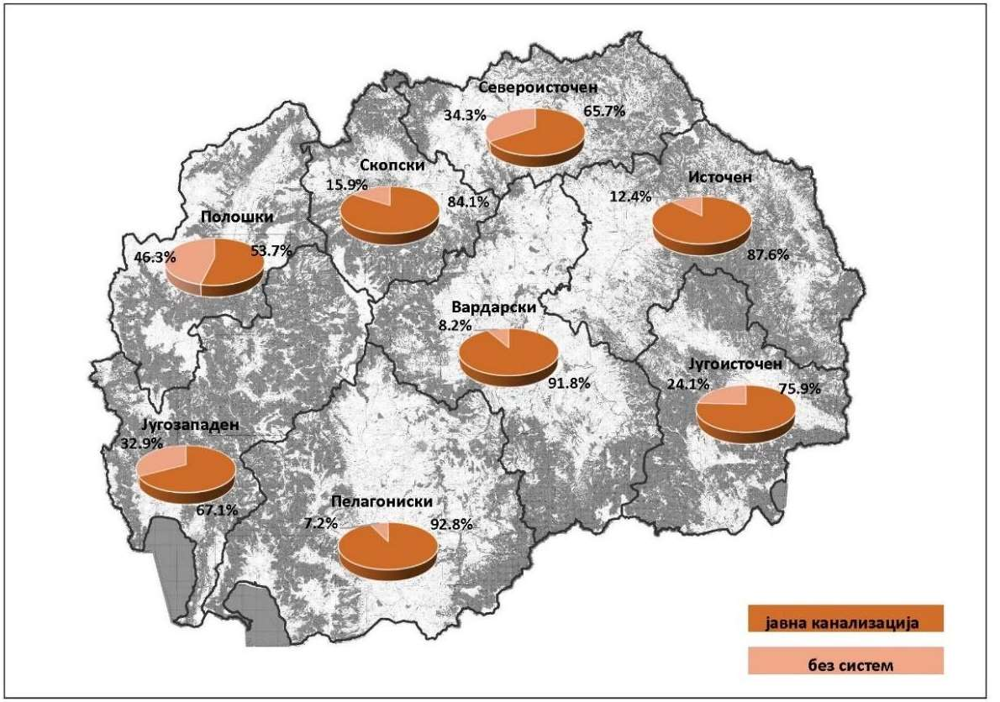 Североисточен
34.3%
65.7%
Скопски
15.9%
84.1%
Источен
12.4%
87.6%
Полошки
46.3%
53.7%
Вардарски
8.2%
91.8%
Југоисточен
24.1%
75.9%
Југозападен
32.9%
67.1%
Пелагониски
7.2%
92.8%
јавна канализација
без систем